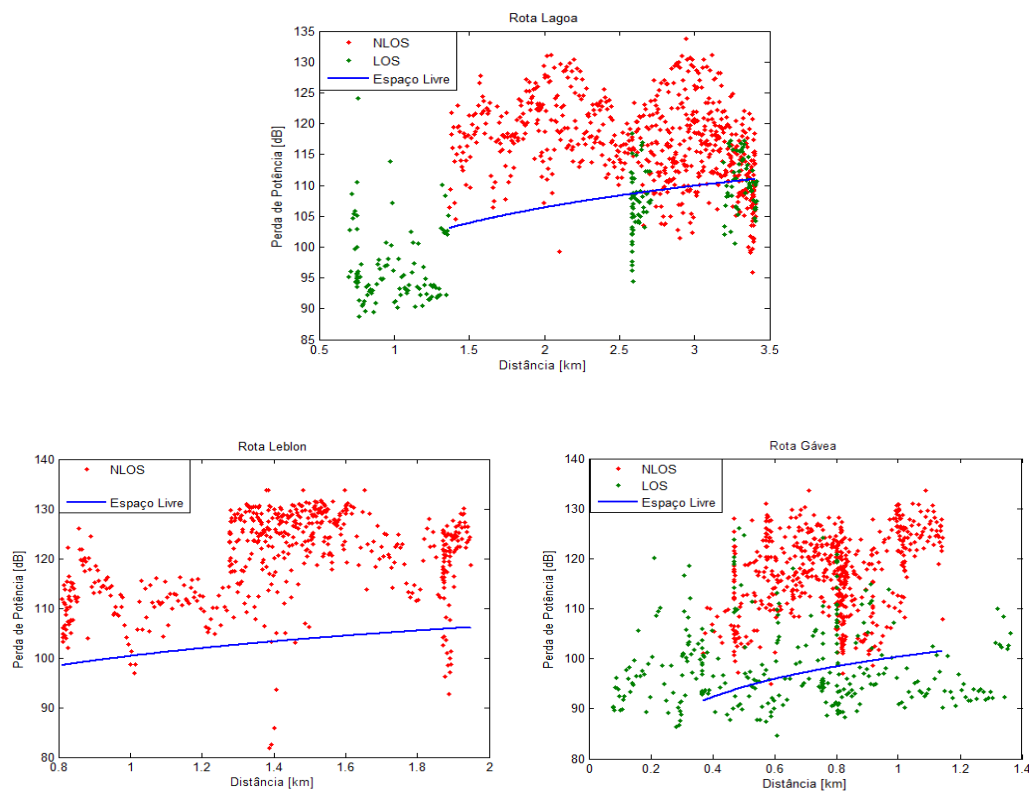 Rota Lagoa
135
130
125
120
115
110
105
100
95
90
85
Perda de Potência [dB]
NLOS
LOS
Espaço Livre
0.5 1 1.5 2 2.5 3 3.5
Distância [km]
Rota Leblon
140
130
120
110
100
90
80
Perda de Potência [dB]
NLOS
Espaço Livre
0.8 1 1.2 1.4 1.6 1.8 2
Distância [km]
Rota Gávea
140
130
120
110
100
90
80
Perda de Potência [dB]
NLOS
LOS
Espaço Livre
0 0.2 0.4 0.6 0.8 1 1.2 1.4
Distância [km]